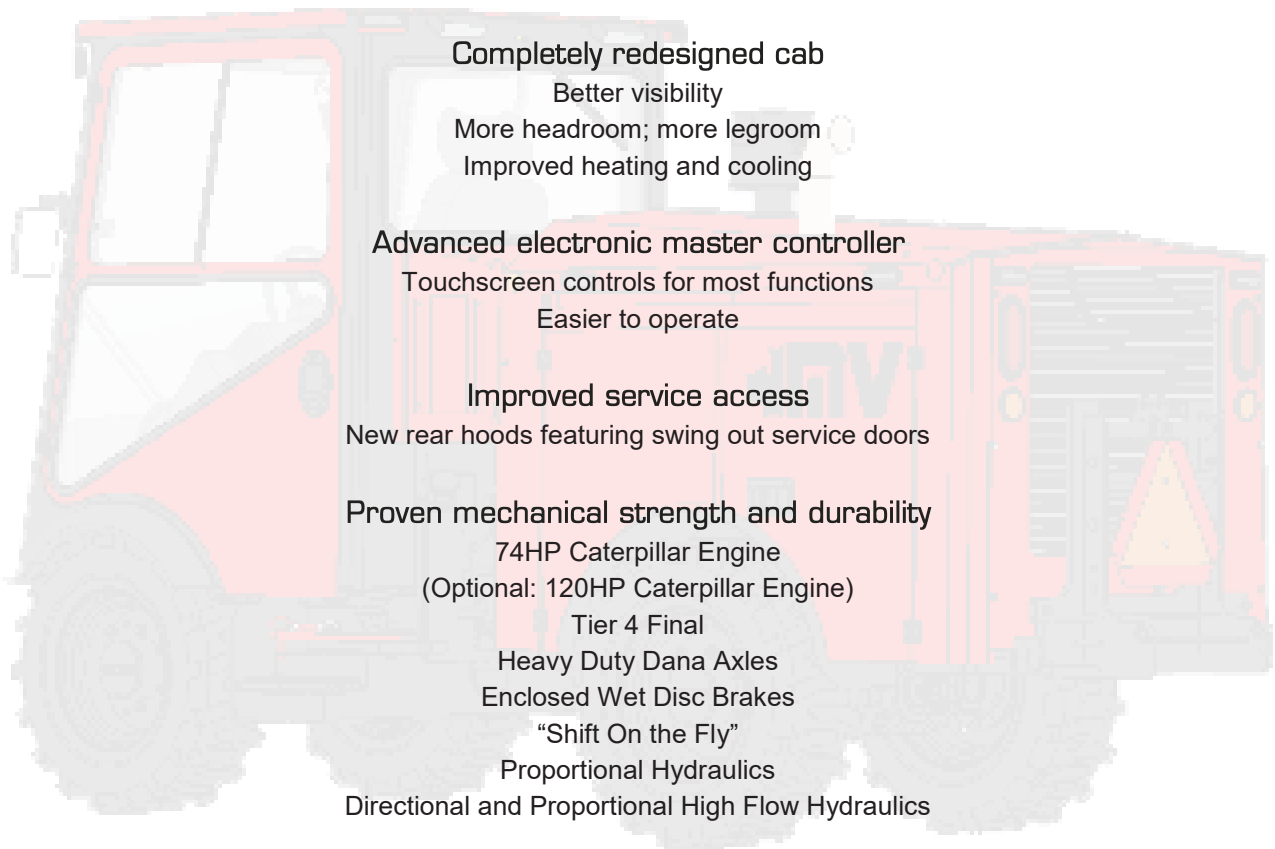 Completely redesigned cab
Better visibility
More headroom; more legroom
Improved heating and cooling
Advanced electronic master controller
Touchscreen controls for most functions
Easier to operate
Improved service access
New rear hoods featuring swing out service doors
Proven mechanical strength and durability
74HP Caterpillar Engine
(Optional: 120HP Caterpillar Engine)
Tier 4 Final
Heavy Duty Dana Axles
Enclosed Wet Disc Brakes
“Shift On the Fly”
Proportional Hydraulics
Directional and Proportional High Flow Hydraulics